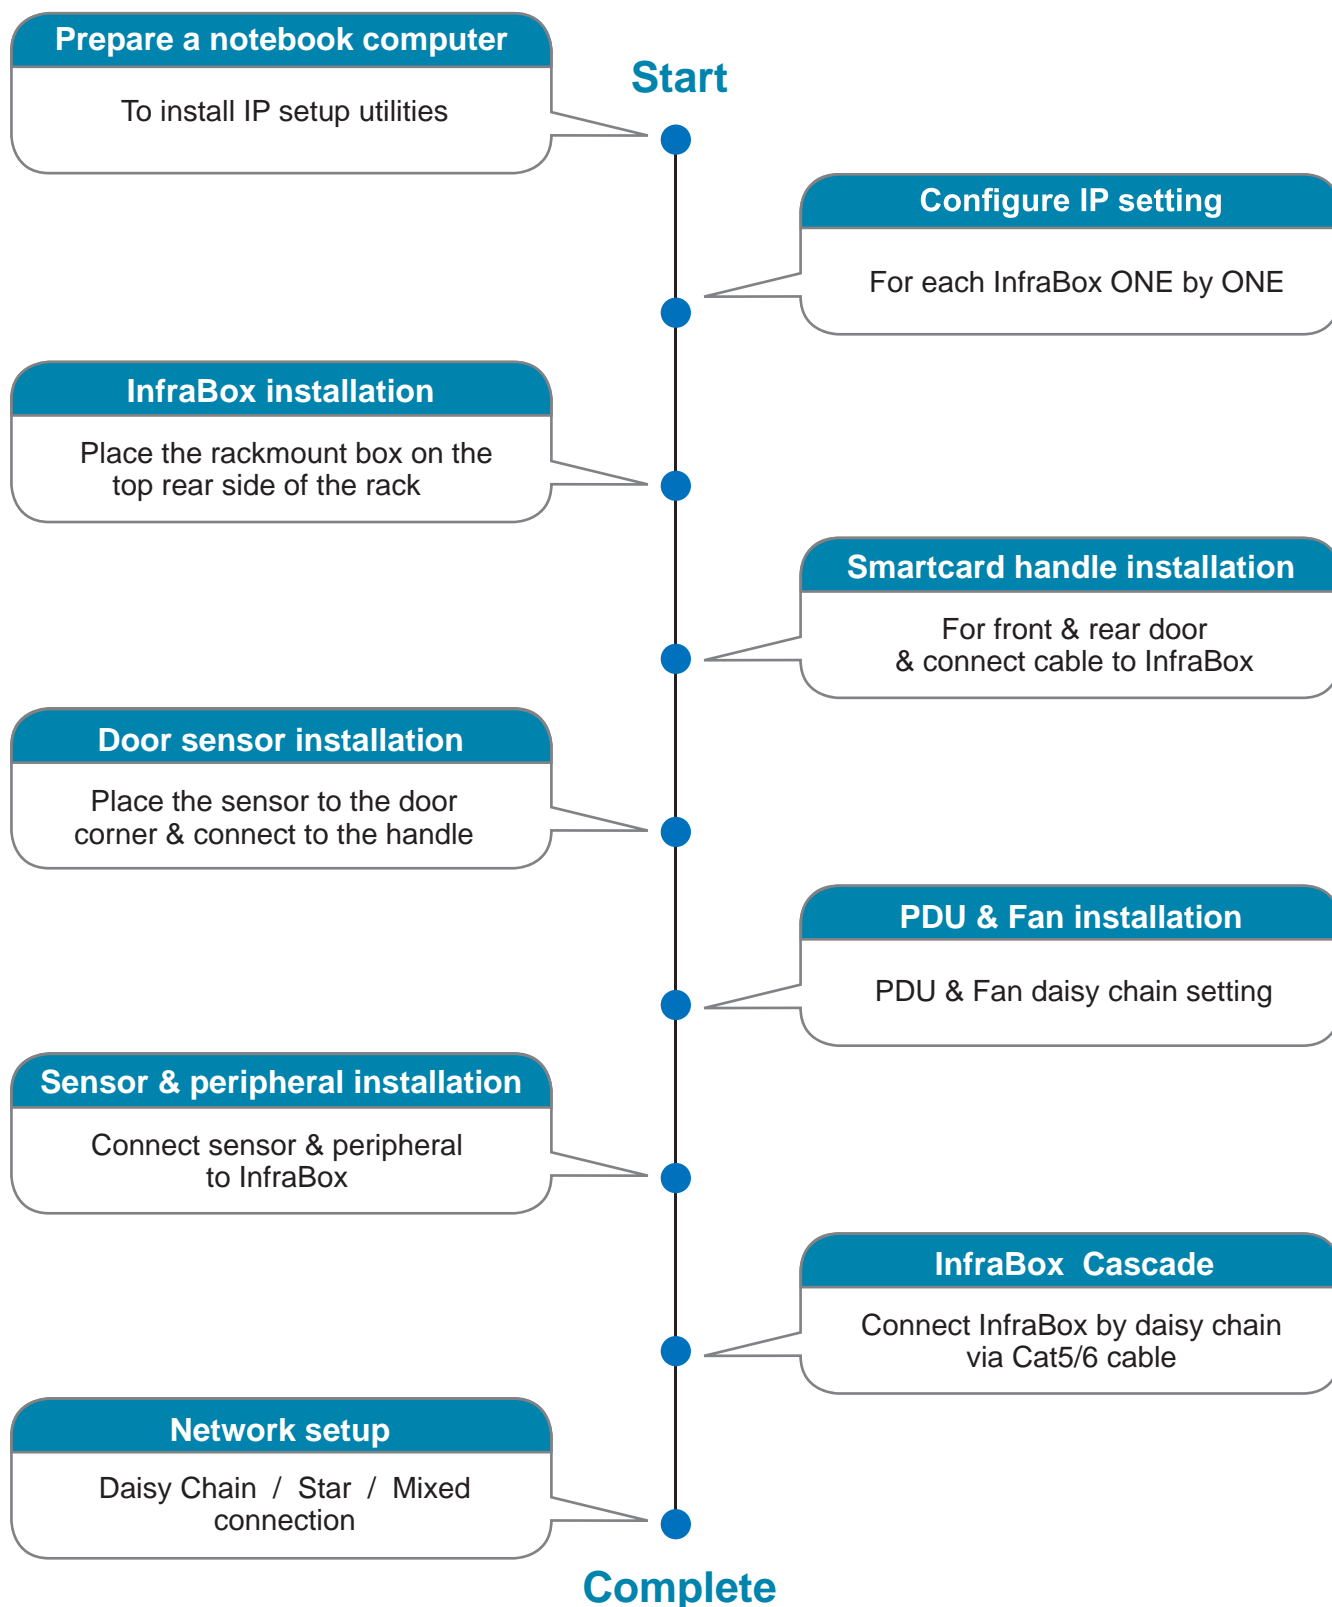 Prepare a notebook computer
To install IP setup utilities
Start
Configure IP setting
For each InfraBox ONE by ONE
InfraBox installation
Place the rackmount box on the
top rear side of the rack
Smartcard handle installation
For front & rear door
& connect cable to InfraBox
Door sensor installation
Place the sensor to the door
corner & connect to the handle
PDU & Fan installation
PDU & Fan daisy chain setting
Sensor & peripheral installation
Connect sensor & peripheral
to InfraBox
InfraBox Cascade
Connect InfraBox by daisy chain
via Cat5/6 cable
Network setup
Daisy Chain / Star / Mixed
connection
Complete